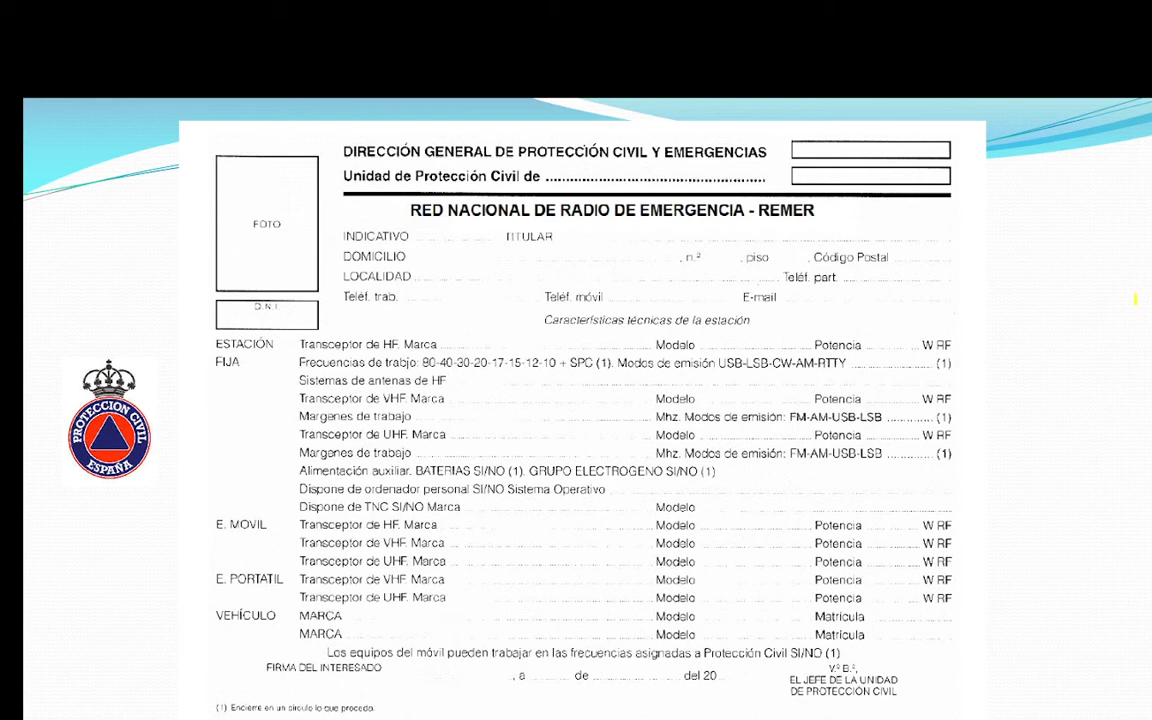 DIRECCIÓN GENERAL DE PROTECCIÓN CIVIL Y EMERGENCIAS
Unidad de Protección Civil de ..........................................................
RED NACIONAL DE RADIO DE EMERGENCIA - REMER
FOTO
D.N.I.
INDICATIVO TITULAR
DOMICILIO , n.º , piso , Código Postal
LOCALIDAD Teléf. part.
Teléf. trab. Teléf. móvil E-mail
Características técnicas de la estación
ESTACIÓN Transceptor de HF. Marca Modelo Potencia W RF
FIJA Frecuencias de trabjo: 80-40-30-20-17-15-12-10 + SPC (1). Modos de emisión USB-LSB-CW-AM-RTTY (1)
Sistemas de antenas de HF
Transceptor de VHF. Marca Modelo Potencia W RF
Margenes de trabajo Mhz. Modos de emisión: FM-AM-USB-LSB (1)
Transceptor de UHF. Marca Modelo Potencia W RF
Margenes de trabajo Mhz. Modos de emisión: FM-AM-USB-LSB (1)
Alimentación auxiliar. BATERIAS SI/NO (1). GRUPO ELECTROGENO SI/NO (1)
Dispone de ordenador personal SI/NO Sistema Operativo
Dispone de TNC SI/NO Marca Modelo
E. MOVIL Transceptor de HF. Marca Modelo Potencia W RF
Transceptor de VHF. Marca Modelo Potencia W RF
Transceptor de UHF. Marca Modelo Potencia W RF
E. PORTATIL Transceptor de VHF. Marca Modelo Potencia W RF
Transceptor de UHF. Marca Modelo Potencia W RF
VEHÍCULO MARCA Modelo Matrícula
MARCA Modelo Matrícula
Los equipos del móvil pueden trabajar en las frecuencias asignadas a Protección Civil SI/NO (1)
FIRMA DEL INTERESADO
, a de del 20
V.º B.º,
EL JEFE DE LA UNIDAD
DE PROTECCIÓN CIVIL
(1) Encierre en un círculo lo que proceda.
PROTECCION CIVIL
ESPAÑA